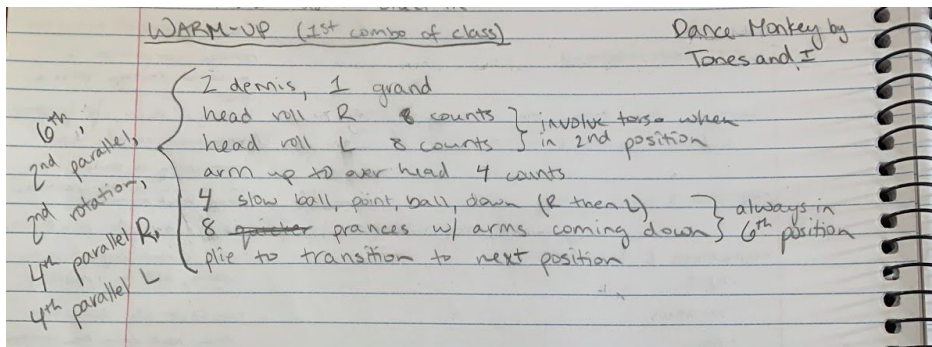 WARM-UP (1st combo of class)
Dance Monkey by
Tones and I
6th,
2nd parallel,
2nd rotation,
4th parallel R,
4th parallel L
2 demis, 1 grand
head roll R 8 counts
head roll L 8 counts
involve torso when
in 2nd position
arm up to over head 4 counts
4 slow ball, point, ball, down (R then L)
8 quicker prances w/ arms coming down
always in
6th position
plie to transition to next position